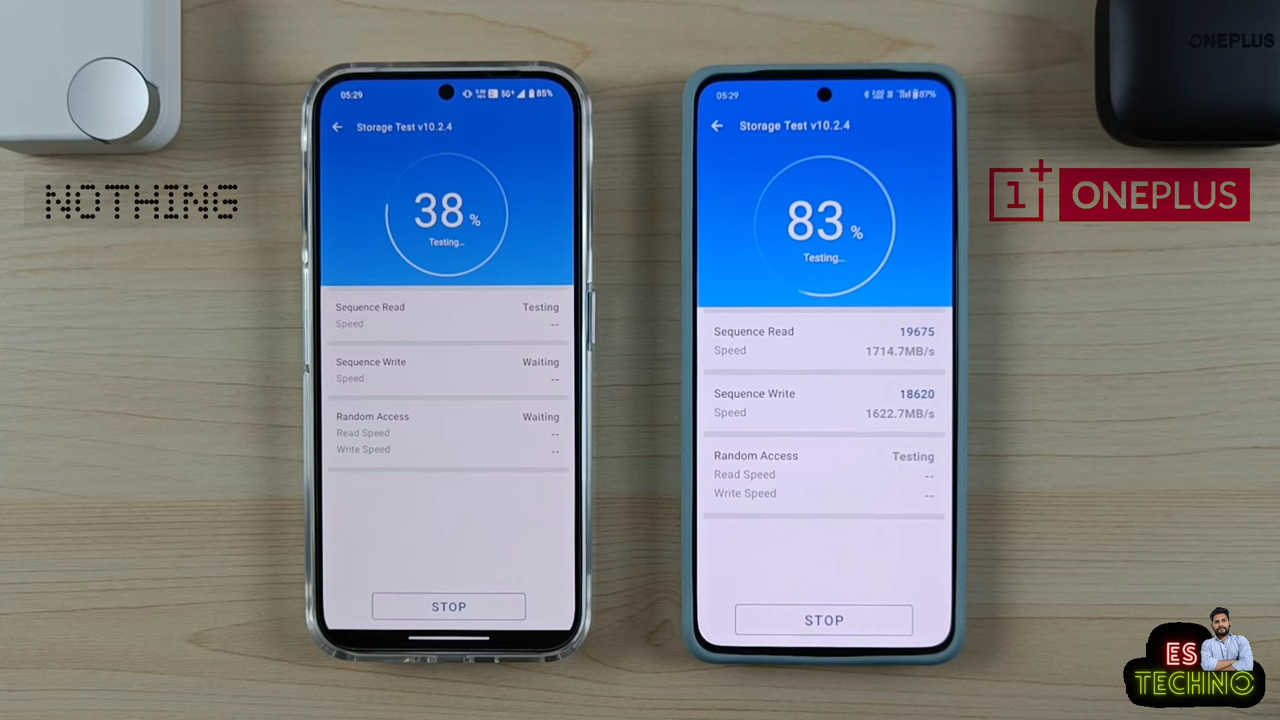 ONEPLUS
NOTHING
1+ ONEPLUS
05:29
5G+ 85%
Storage Test v10.2.4
38 %
Testing...
Sequence Read Testing
Speed --
Sequence Write Waiting
Speed --
Random Access Waiting
Read Speed --
Write Speed --
STOP
05:29
87%
Storage Test v10.2.4
83 %
Testing...
Sequence Read 19675
Speed 1714.7MB/s
Sequence Write 18620
Speed 1622.7MB/s
Random Access Testing
Read Speed --
Write Speed --
STOP
ES
TECHNO